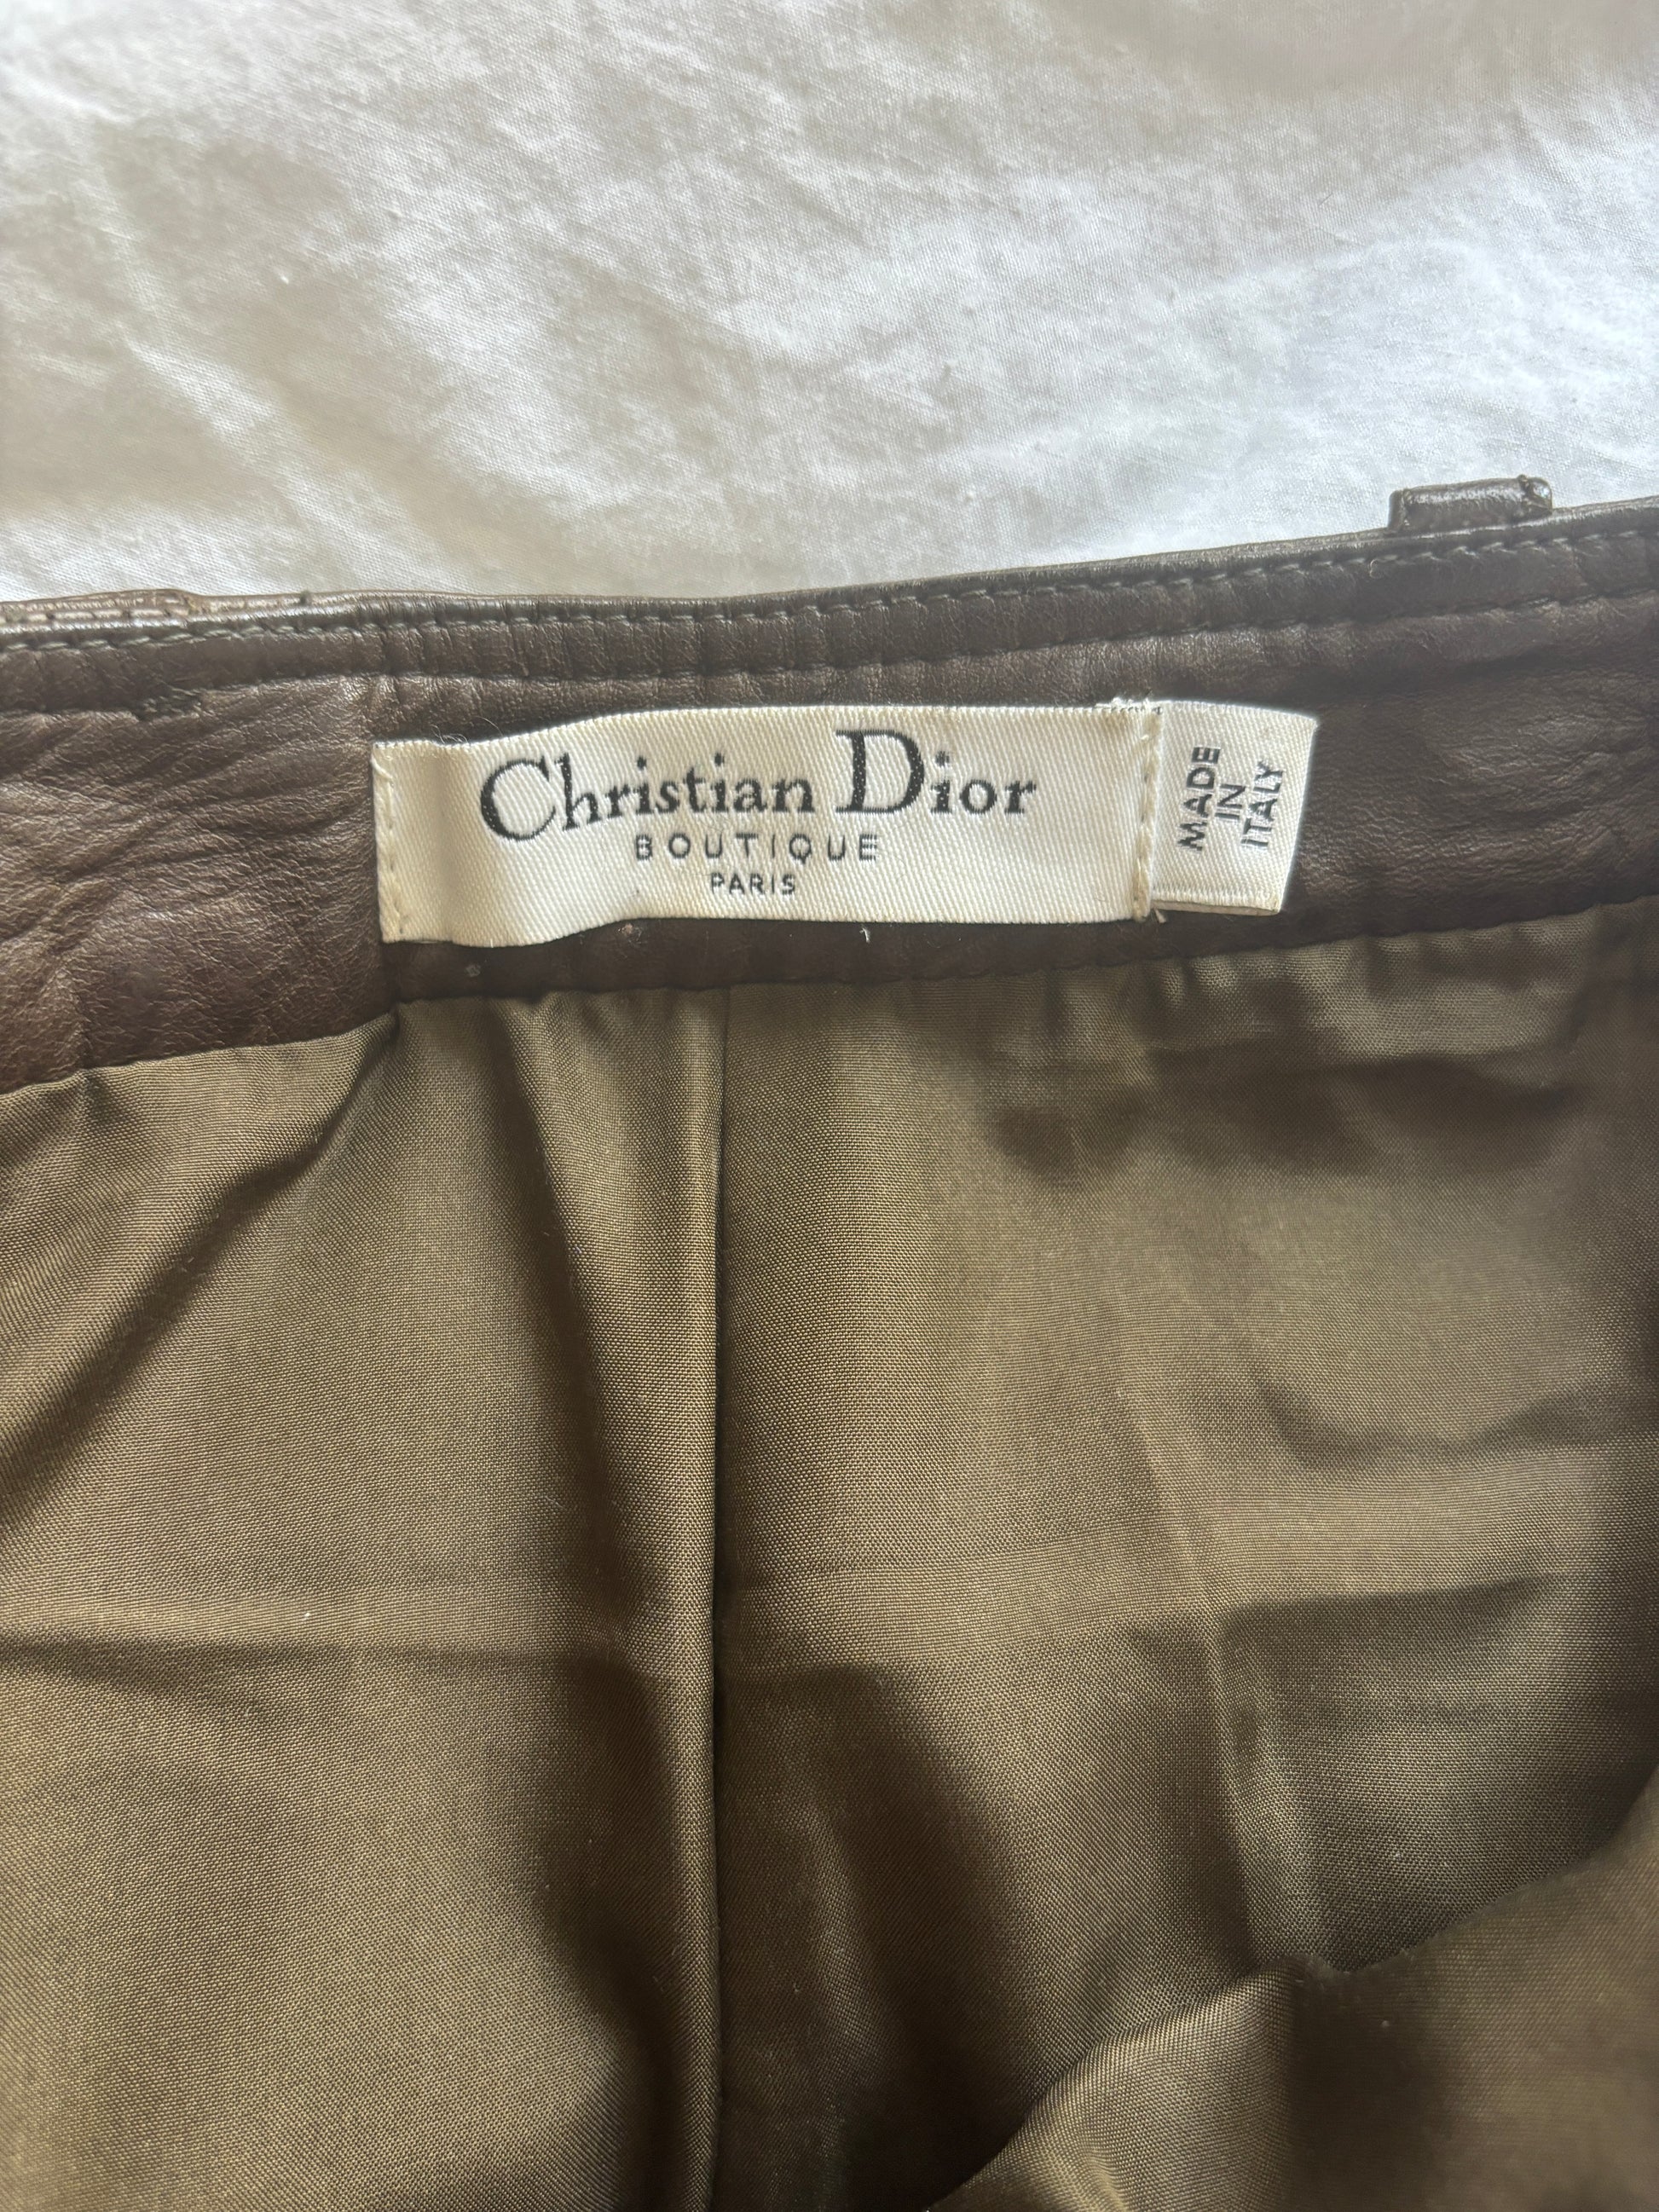 Christian Dior
BOUTIQUE
PARIS
MADE
IN
ITALY